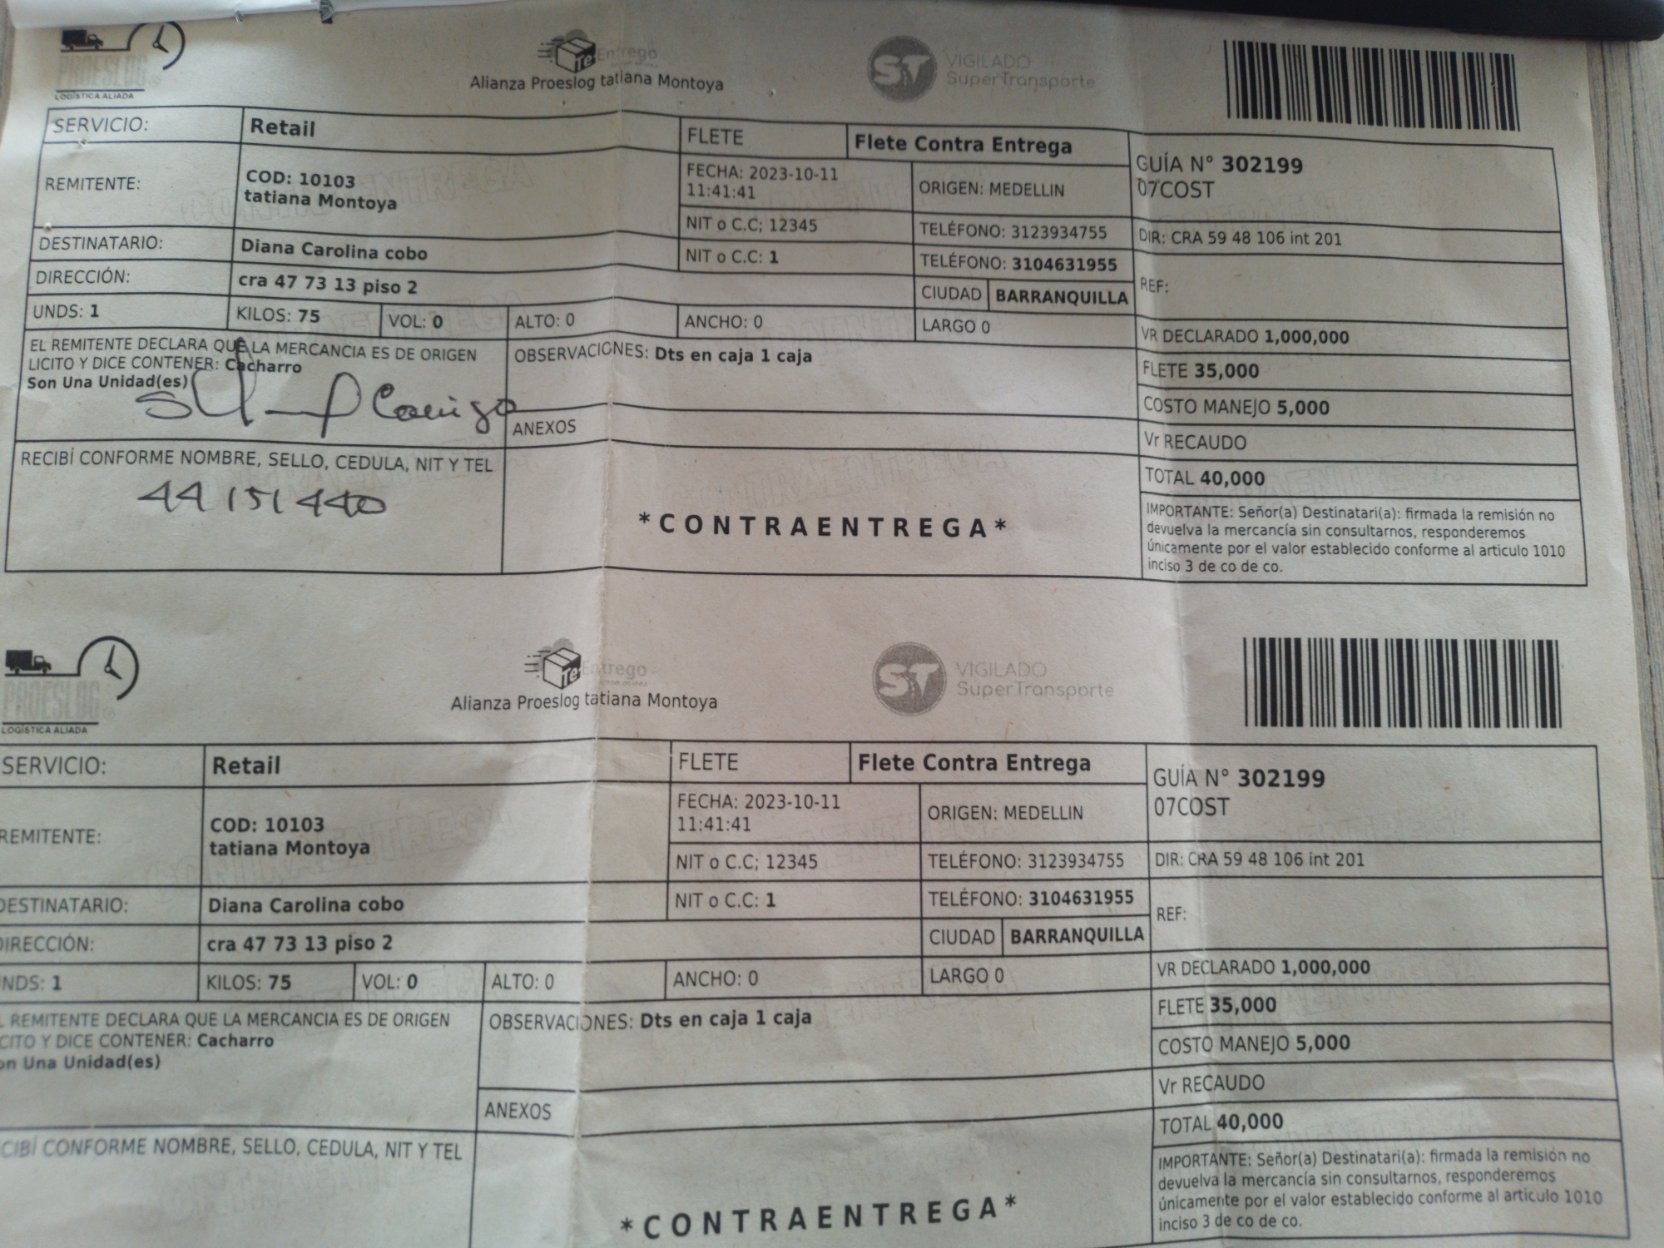 PROESLOG
LOGÍSTICA ALIADA
te Entrego
Alianza Proeslog tatiana Montoya
ST VIGILADO
SuperTransporte
SERVICIO: Retail FLETE Flete Contra Entrega
GUÍA N° 302199
07COST
REMITENTE: COD: 10103
tatiana Montoya
FECHA: 2023-10-11
11:41:41
ORIGEN: MEDELLIN
NIT o C.C; 12345 TELÉFONO: 3123934755 DIR: CRA 59 48 106 int 201
DESTINATARIO: Diana Carolina cobo NIT o C.C: 1 TELÉFONO: 3104631955
REF:
DIRECCIÓN: cra 47 73 13 piso 2 CIUDAD BARRANQUILLA
UNDS: 1 KILOS: 75 VOL: 0 ALTO: 0 ANCHO: 0 LARGO 0 VR DECLARADO 1,000,000
EL REMITENTE DECLARA QUE LA MERCANCIA ES DE ORIGEN
LICITO Y DICE CONTENER: Cacharro
Son Una Unidad(es)
OBSERVACIONES: Dts en caja 1 caja
FLETE 35,000
COSTO MANEJO 5,000
ANEXOS
Vr RECAUDO
RECIBÍ CONFORME NOMBRE, SELLO, CEDULA, NIT Y TEL
44151440
TOTAL 40,000
*CONTRAENTREGA*
IMPORTANTE: Señor(a) Destinatari(a): firmada la remisión no
devuelva la mercancía sin consultarnos, responderemos
únicamente por el valor establecido conforme al articulo 1010
inciso 3 de co de co.
PROESLOG
LOGÍSTICA ALIADA
te Entrego
Alianza Proeslog tatiana Montoya
ST VIGILADO
SuperTransporte
SERVICIO: Retail FLETE Flete Contra Entrega
GUÍA N° 302199
07COST
REMITENTE: COD: 10103
tatiana Montoya
FECHA: 2023-10-11
11:41:41
ORIGEN: MEDELLIN
NIT o C.C; 12345 TELÉFONO: 3123934755 DIR: CRA 59 48 106 int 201
DESTINATARIO: Diana Carolina cobo NIT o C.C: 1 TELÉFONO: 3104631955
REF:
DIRECCIÓN: cra 47 73 13 piso 2 CIUDAD BARRANQUILLA
NDS: 1 KILOS: 75 VOL: 0 ALTO: 0 ANCHO: 0 LARGO 0 VR DECLARADO 1,000,000
L REMITENTE DECLARA QUE LA MERCANCIA ES DE ORIGEN
CITO Y DICE CONTENER: Cacharro
on Una Unidad(es)
OBSERVACIONES: Dts en caja 1 caja
FLETE 35,000
COSTO MANEJO 5,000
ANEXOS
Vr RECAUDO
CIBÍ CONFORME NOMBRE, SELLO, CEDULA, NIT Y TEL
TOTAL 40,000
*CONTRAENTREGA*
IMPORTANTE: Señor(a) Destinatari(a): firmada la remisión no
devuelva la mercancía sin consultarnos, responderemos
únicamente por el valor establecido conforme al articulo 1010
inciso 3 de co de co.